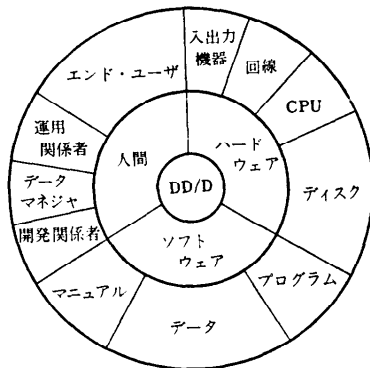 エンド・ユーザ
入出力
機器
回線
CPU
ディスク
プログラム
データ
マニュアル
開発関係者
データ
マネジャ
運用
関係者
人間
ハード
ウェア
ソフト
ウェア
DD/D